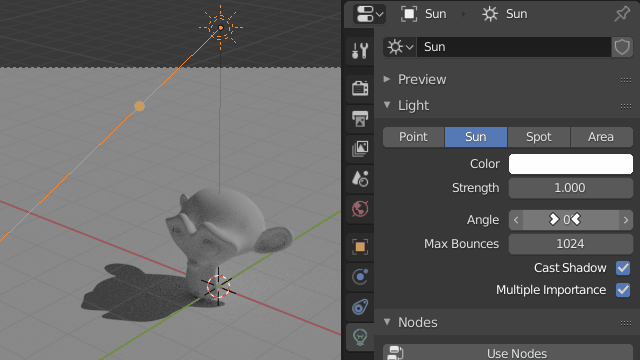 Sun › Sun
Sun
Preview
Light
Point Sun Spot Area
Color
Strength 1.000
Angle 0
Max Bounces 1024
Cast Shadow
Multiple Importance
Nodes
Use Nodes